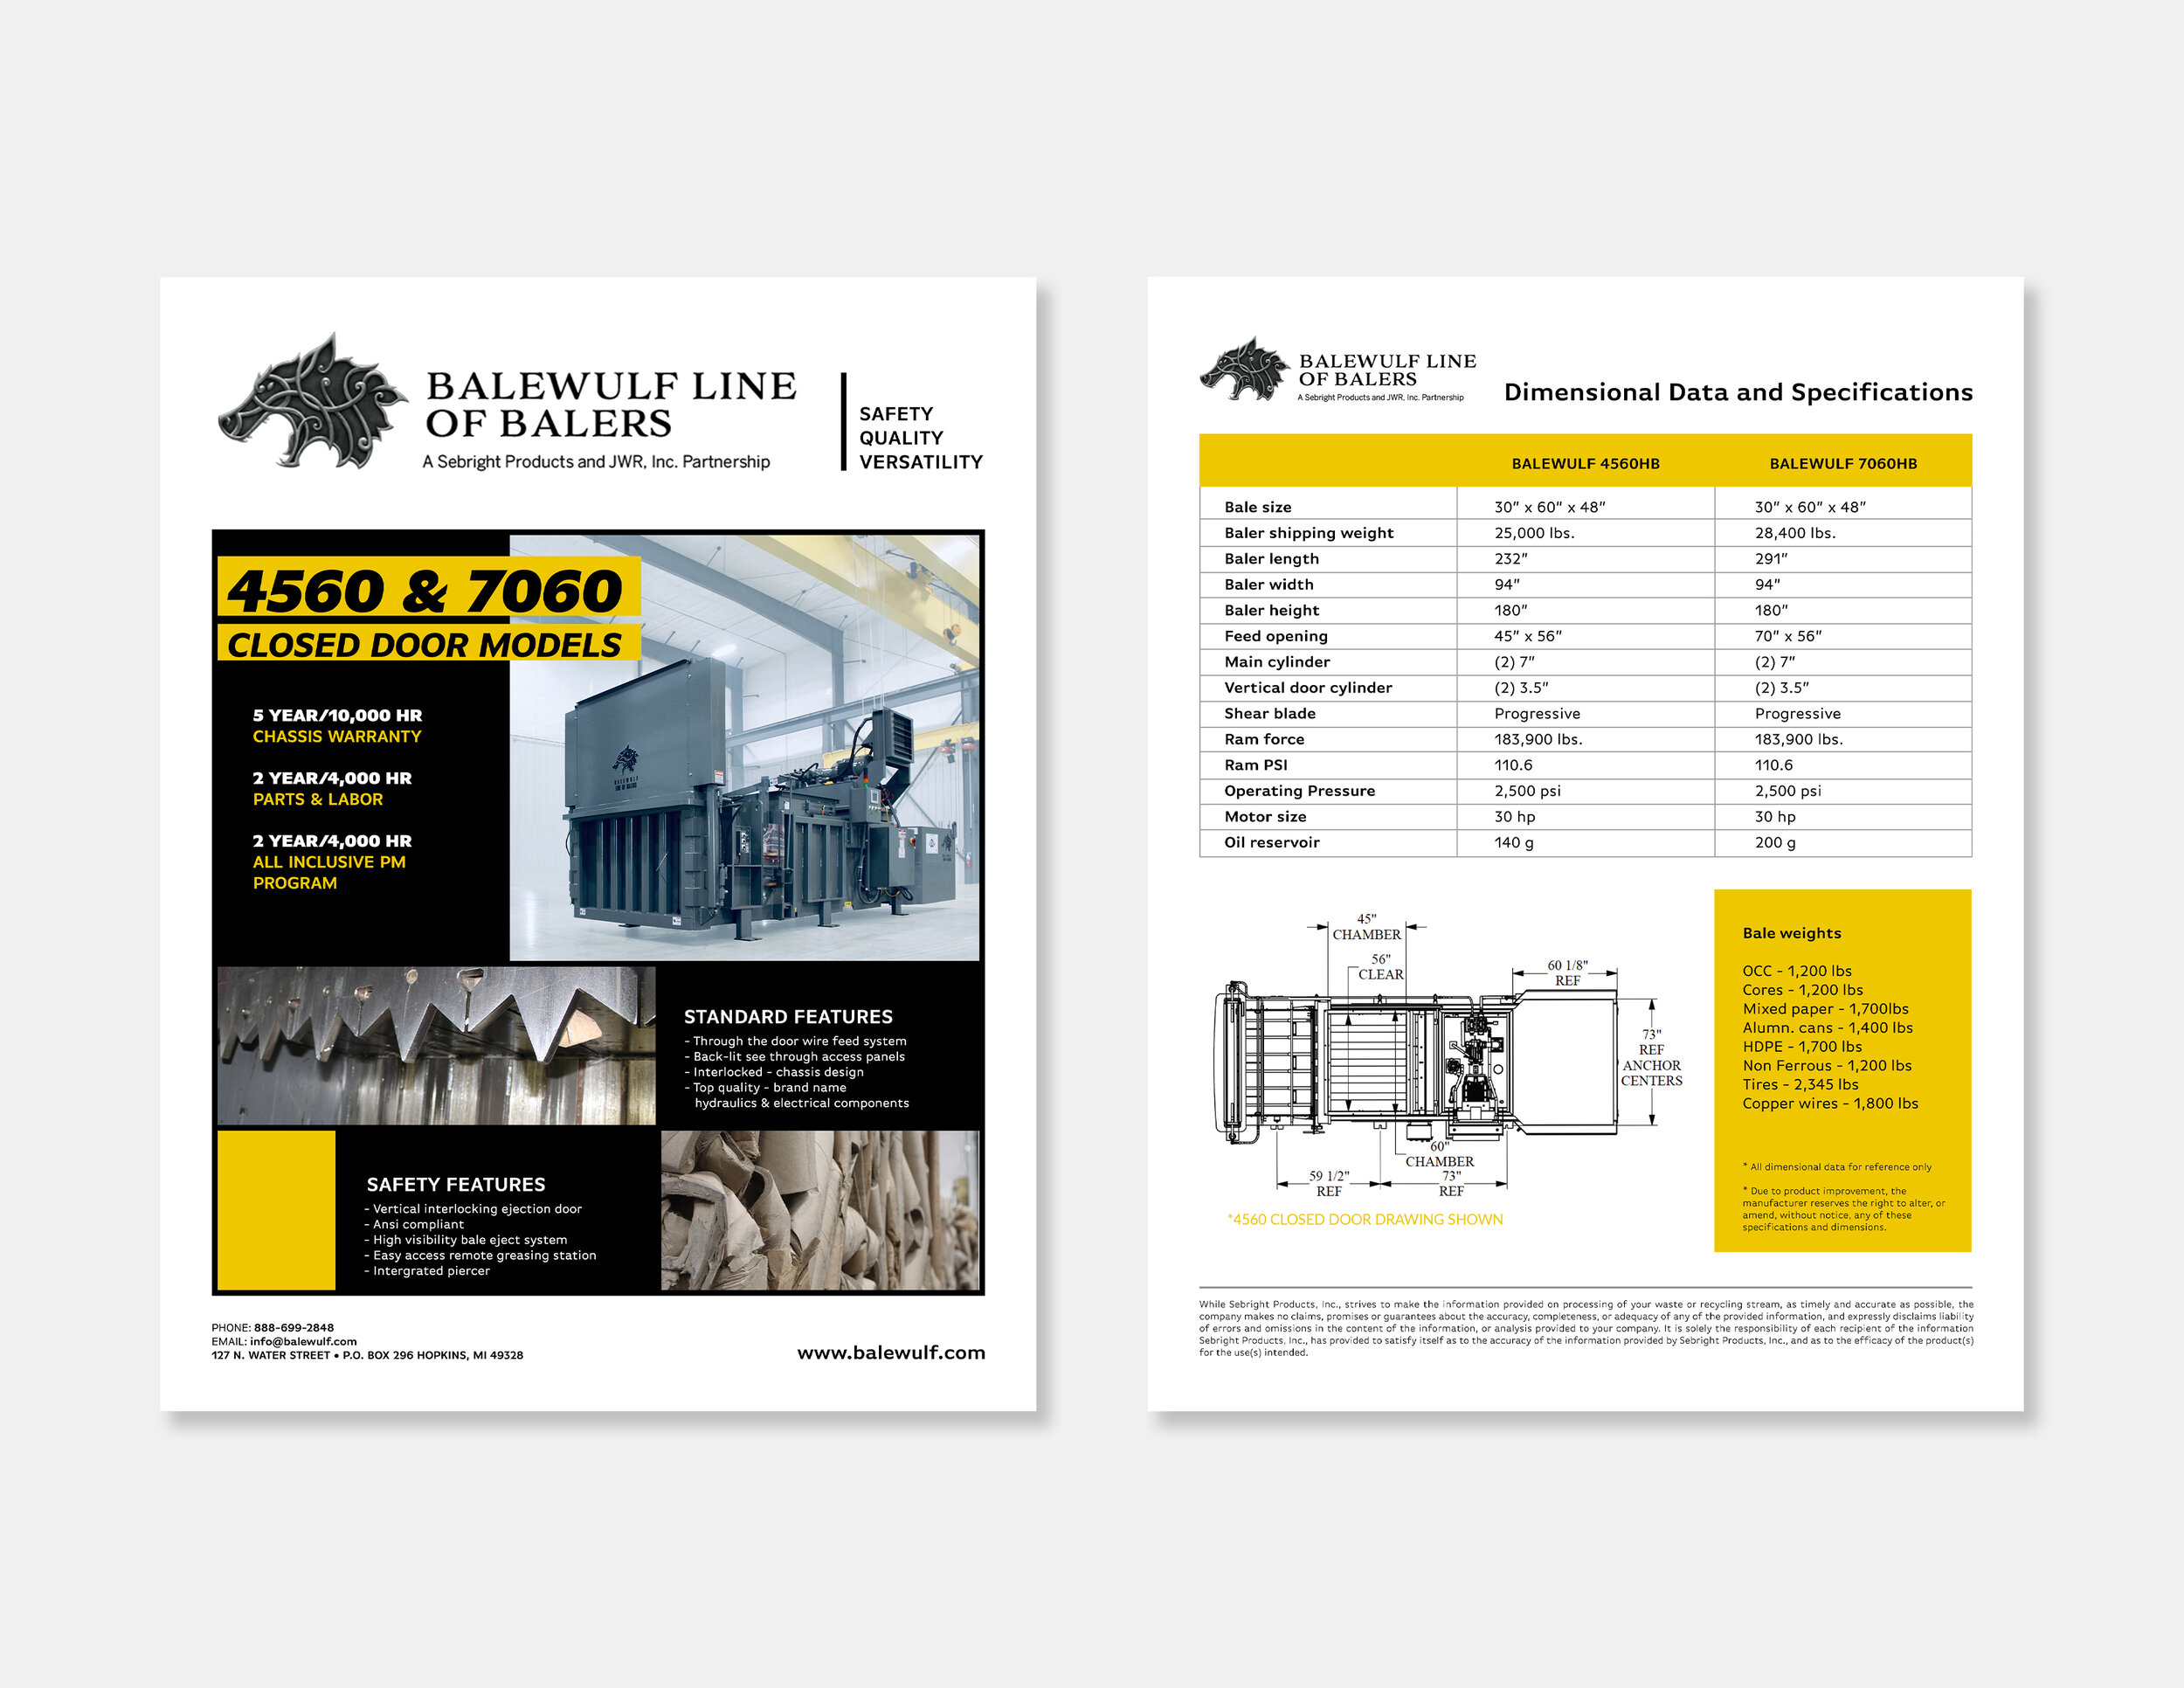 BALEWULF LINE
OF BALERS
A Sebright Products and JWR, Inc. Partnership
SAFETY
QUALITY
VERSATILITY
4560 & 7060
CLOSED DOOR MODELS
5 YEAR/10,000 HR
CHASSIS WARRANTY
2 YEAR/4,000 HR
PARTS & LABOR
2 YEAR/4,000 HR
ALL INCLUSIVE PM
PROGRAM
BALEWULF
LINE OF BALERS
STANDARD FEATURES
- Through the door wire feed system
- Back-lit see through access panels
- Interlocked - chassis design
- Top quality - brand name
hydraulics & electrical components
SAFETY FEATURES
- Vertical interlocking ejection door
- Ansi compliant
- High visibility bale eject system
- Easy access remote greasing station
- Intergrated piercer
PHONE: 888-699-2848
EMAIL: info@balewulf.com
127 N. WATER STREET • P.O. BOX 296 HOPKINS, MI 49328
www.balewulf.com
BALEWULF LINE
OF BALERS
A Sebright Products and JWR, Inc. Partnership
Dimensional Data and Specifications
BALEWULF 4560HB BALEWULF 7060HB
Bale size 30" x 60" x 48" 30" x 60" x 48"
Baler shipping weight 25,000 lbs. 28,400 lbs.
Baler length 232" 291"
Baler width 94" 94"
Baler height 180" 180"
Feed opening 45" x 56" 70" x 56"
Main cylinder (2) 7" (2) 7"
Vertical door cylinder (2) 3.5" (2) 3.5"
Shear blade Progressive Progressive
Ram force 183,900 lbs. 183,900 lbs.
Ram PSI 110.6 110.6
Operating Pressure 2,500 psi 2,500 psi
Motor size 30 hp 30 hp
Oil reservoir 140 g 200 g
45"
CHAMBER
56"
CLEAR
60 1/8"
REF
73"
REF
ANCHOR
CENTERS
60"
CHAMBER
59 1/2"
REF
73"
REF
*4560 CLOSED DOOR DRAWING SHOWN
Bale weights
OCC - 1,200 lbs
Cores - 1,200 lbs
Mixed paper - 1,700lbs
Alumn. cans - 1,400 lbs
HDPE - 1,700 lbs
Non Ferrous - 1,200 lbs
Tires - 2,345 lbs
Copper wires - 1,800 lbs
* All dimensional data for reference only
* Due to product improvement, the
manufacturer reserves the right to alter, or
amend, without notice, any of these
specifications and dimensions.
While Sebright Products, Inc., strives to make the information provided on processing of your waste or recycling stream, as timely and accurate as possible, the
company makes no claims, promises or guarantees about the accuracy, completeness, or adequacy of any of the provided information, and expressly disclaims liability
of errors and omissions in the content of the information, or analysis provided to your company. It is solely the responsibility of each recipient of the information
Sebright Products, Inc., has provided to satisfy itself as to the accuracy of the information provided by Sebright Products, Inc., and as to the efficacy of the product(s)
for the use(s) intended.